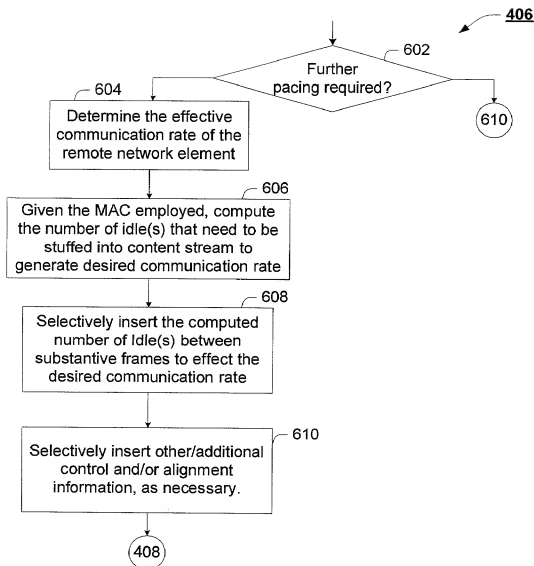 406
602
Further
pacing required?
604
610
Determine the effective
communication rate of the
remote network element
606
Given the MAC employed, compute
the number of idle(s) that need to be
stuffed into content stream to
generate desired communication rate
608
Selectively insert the computed
number of Idle(s) between
substantive frames to effect the
desired communication rate
610
Selectively insert other/additional
control and/or alignment
information, as necessary.
408